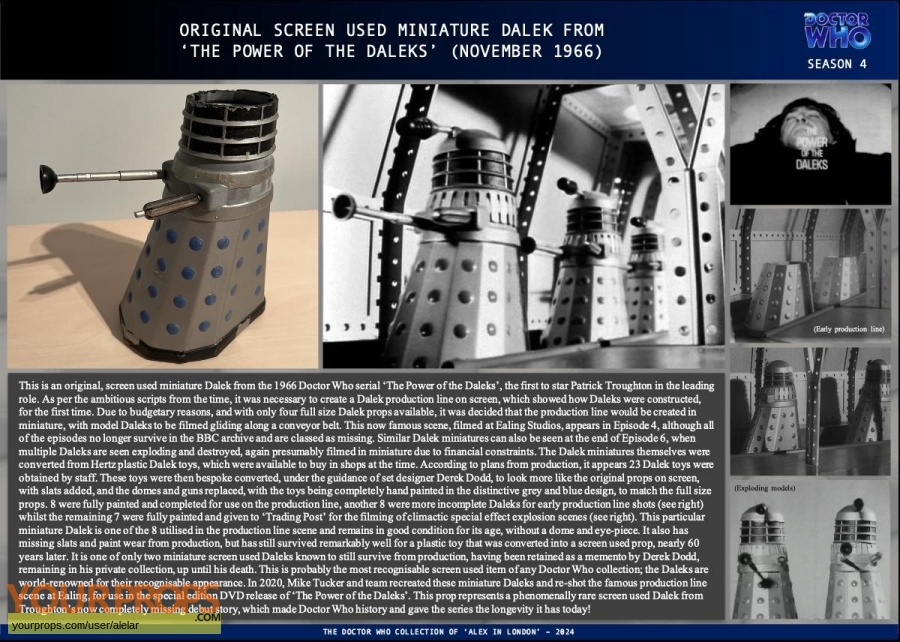 ORIGINAL SCREEN USED MINIATURE DALEK FROM
'THE POWER OF THE DALEKS' (NOVEMBER 1966)
DOCTOR
WHO
SEASON 4
THE
POWER
OF THE
DALEKS
(Early production line)
(Exploding models)
This is an original, screen used miniature Dalek from the 1966 Doctor Who serial 'The Power of the Daleks', the first to star Patrick Troughton in the leading
role. As per the ambitious scripts from the time, it was necessary to create a Dalek production line on screen, which showed how Daleks were constructed,
for the first time. Due to budgetary reasons, and with only four full size Dalek props available, it was decided that the production line would be created in
miniature, with model Daleks to be filmed gliding along a conveyor belt. This now famous scene, filmed at Ealing Studios, appears in Episode 4, although all
of the episodes no longer survive in the BBC archive and are classed as missing. Similar Dalek miniatures can also be seen at the end of Episode 6, when
multiple Daleks are seen exploding and destroyed, again presumably filmed in miniature due to financial constraints. The Dalek miniatures themselves were
converted from Hertz plastic Dalek toys, which were available to buy in shops at the time. According to plans from production, it appears 23 Dalek toys were
obtained by staff. These toys were then bespoke converted, under the guidance of set designer Derek Dodd, to look more like the original props on screen,
with slats added, and the domes and guns replaced, with the toys being completely hand painted in the distinctive grey and blue design, to match the full size
props. 8 were fully painted and completed for use on the production line, another 8 were more incomplete Daleks for early production line shots (see right)
whilst the remaining 7 were fully painted and given to 'Trading Post' for the filming of climactic special effect explosion scenes (see right). This particular
miniature Dalek is one of the 8 utilised in the production line scene and remains in good condition for its age, without a dome and eye-piece. It also has
missing slats and paint wear from production, but has still survived remarkably well for a plastic toy that was converted into a screen used prop, nearly 60
years later. It is one of only two miniature screen used Daleks known to still survive from production, having been retained as a memento by Derek Dodd,
remaining in his private collection, up until his death. This is probably the most recognisable screen used item of any Doctor Who collection; the Daleks are
world-renowned for their recognisable appearance. In 2020, Mike Tucker and team recreated these miniature Daleks and re-shot the famous production line
scene at Ealing, for use in the special edition DVD release of 'The Power of the Daleks'. This prop represents a phenomenally rare screen used Dalek from
Troughton's now completely missing debut story, which made Doctor Who history and gave the series the longevity it has today!
YOURPROPS
.COM
yourprops.com/user/alelar
THE DOCTOR WHO COLLECTION OF 'ALEX IN LONDON' – 2024